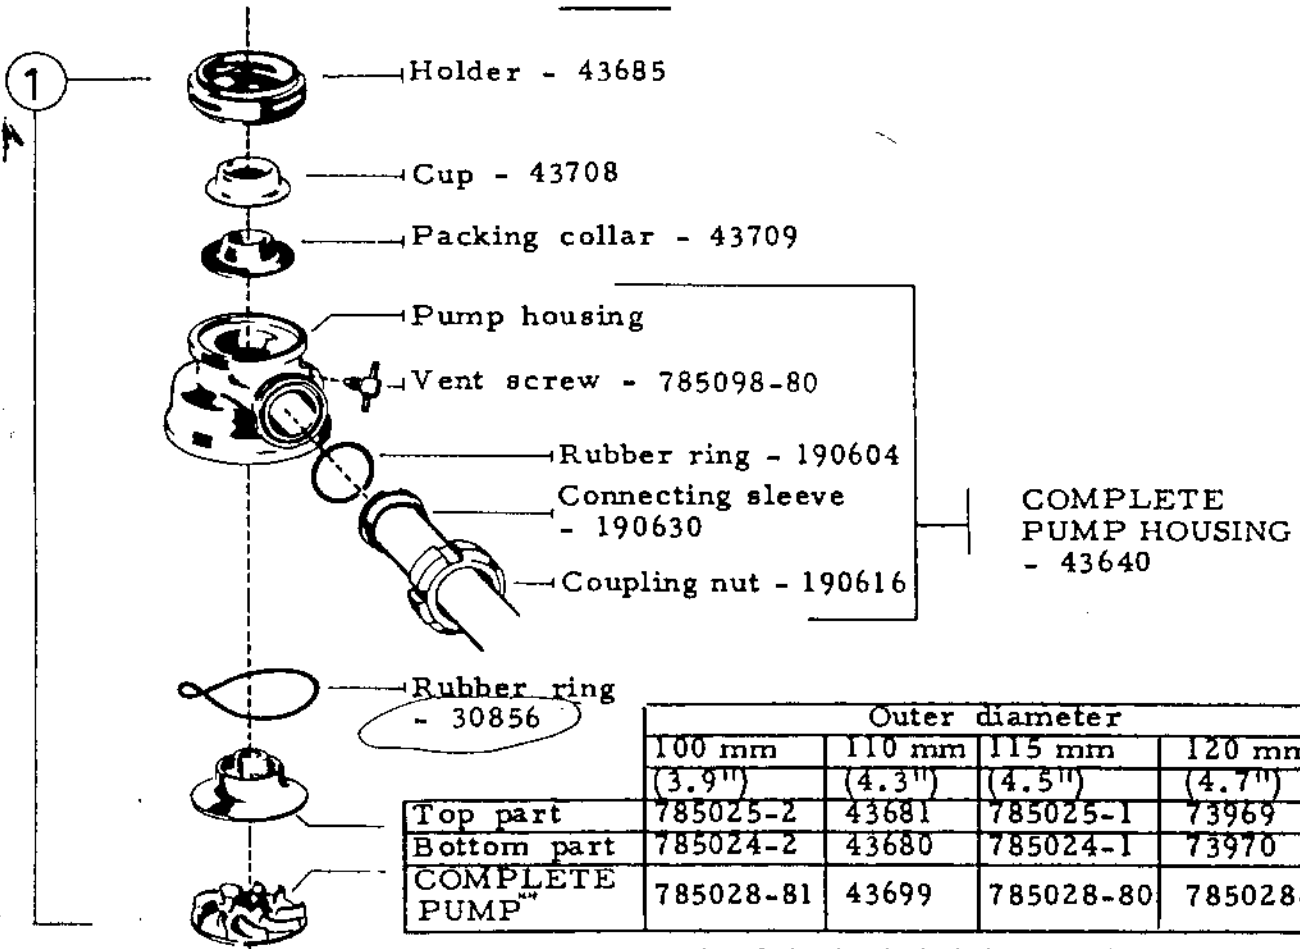 1
Holder - 43685
Cup - 43708
Packing collar - 43709
Pump housing
Vent screw - 785098-80
Rubber ring - 190604
Connecting sleeve
- 190630
Coupling nut - 190616
COMPLETE
PUMP HOUSING
- 43640
Rubber ring
- 30856
Outer diameter
100 mm 110 mm 115 mm 120 mm
(3.9") (4.3") (4.5") (4.7")
Top part 785025-2 43681 785025-1 73969
Bottom part 785024-2 43680 785024-1 73970
COMPLETE
PUMP 785028-81 43699 785028-80 785028